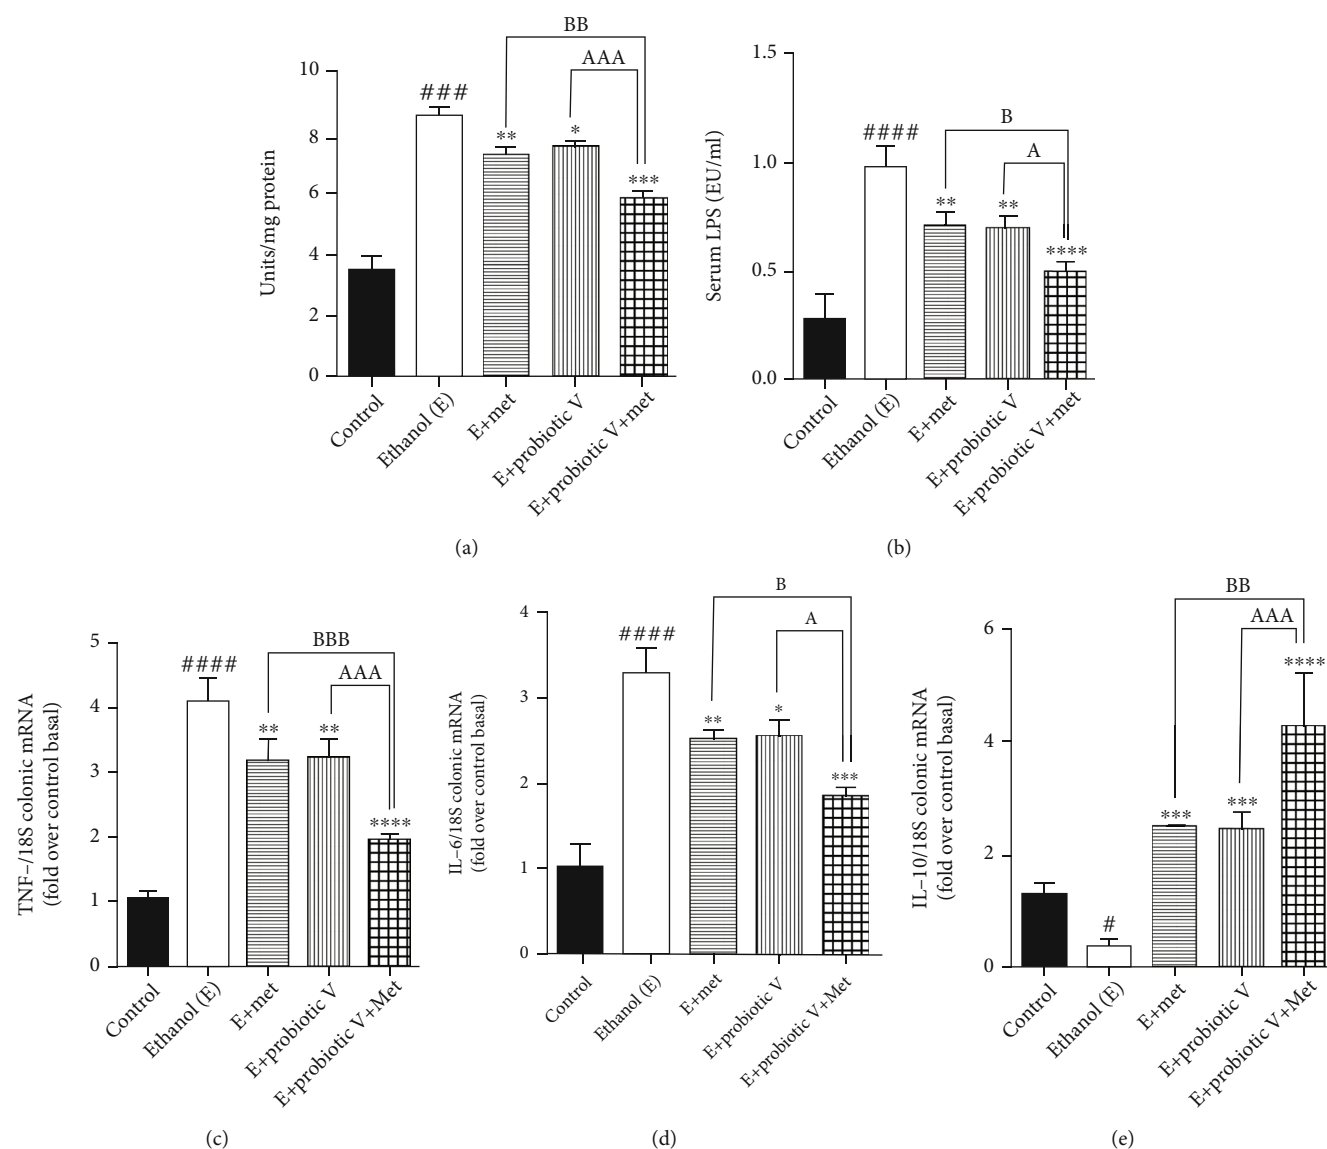 BB
AAA
###
**
*
***
10
8
6
4
2
0
Units/mg protein
Control
Ethanol (E)
E+met
E+probiotic V
E+probiotic V+met
(a)
B
A
####
**
**
****
1.5
1.0
0.5
0.0
Serum LPS (EU/ml)
Control
Ethanol (E)
E+met
E+probiotic V
E+probiotic V+met
(b)
BBB
AAA
####
**
**
****
5
4
3
2
1
0
TNF–/18S colonic mRNA
(fold over control basal)
Control
Ethanol (E)
E+met
E+probiotic V
E+probiotic V+Met
(c)
B
A
####
**
*
***
4
3
2
1
0
IL–6/18S colonic mRNA
(fold over control basal)
Control
Ethanol (E)
E+met
E+probiotic V
E+probiotic V+Met
(d)
BB
AAA
#
***
***
****
6
4
2
0
IL–10/18S colonic mRNA
(fold over control basal)
Control
Ethanol (E)
E+met
E+probiotic V
E+probiotic V+Met
(e)